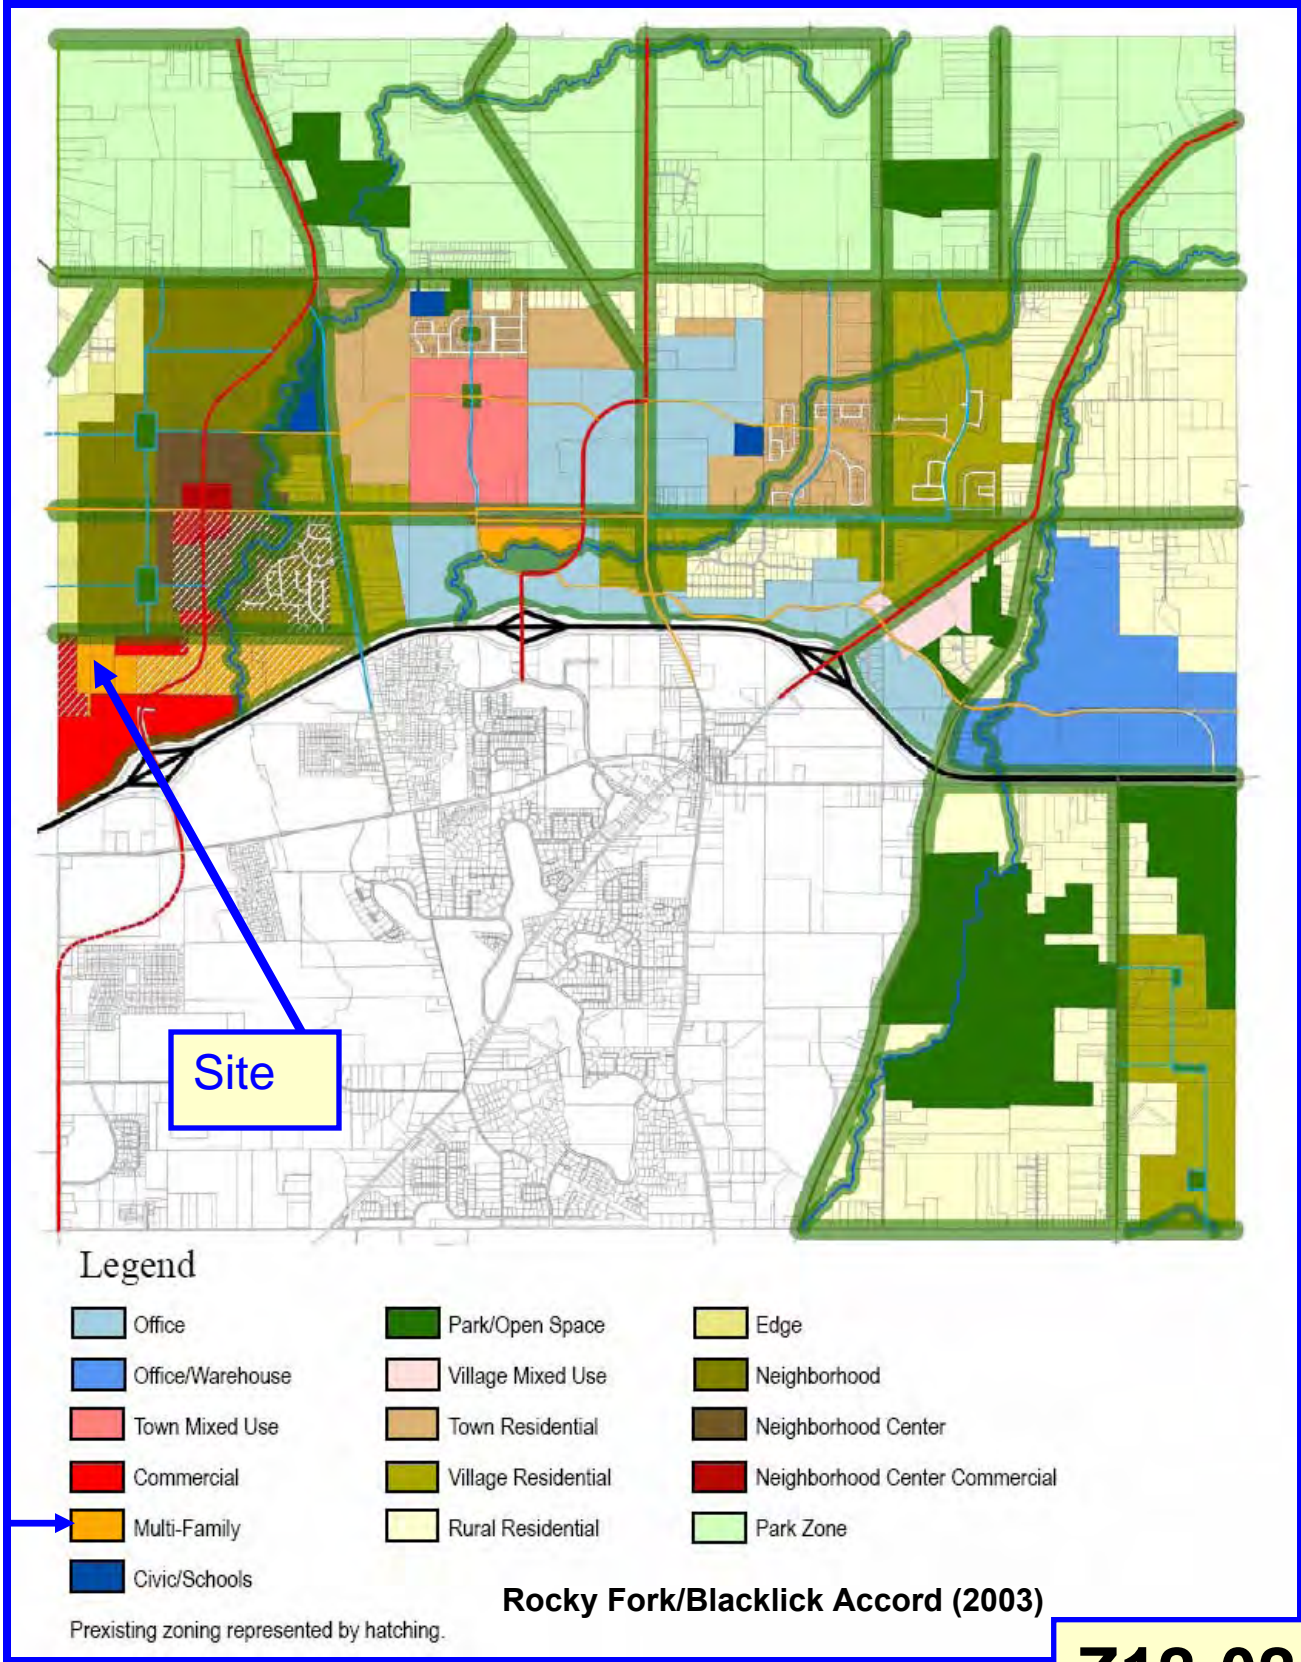 Site
Legend
Office
Park/Open Space
Edge
Office/Warehouse
Village Mixed Use
Neighborhood
Town Mixed Use
Town Residential
Neighborhood Center
Commercial
Village Residential
Neighborhood Center Commercial
Multi-Family
Rural Residential
Park Zone
Civic/Schools
Rocky Fork/Blacklick Accord (2003)
Prexisting zoning represented by hatching.